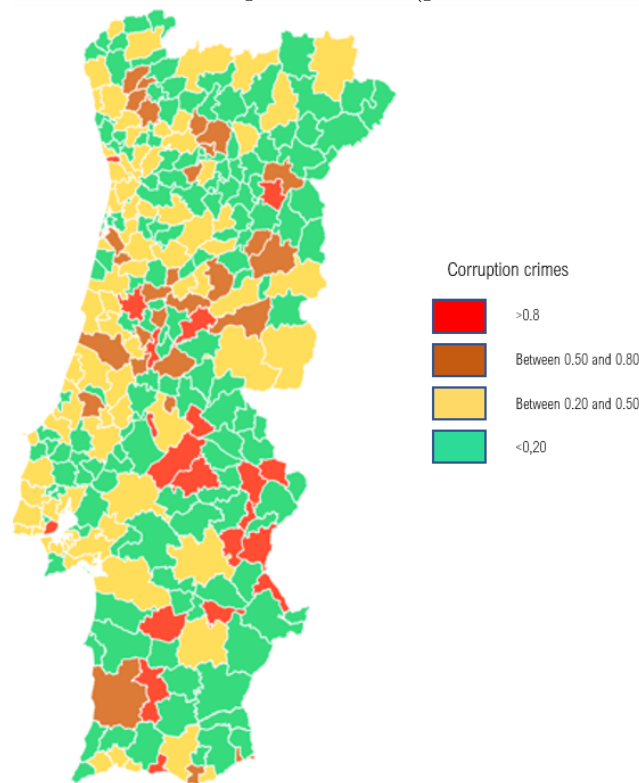 Corruption crimes
>0.8
Between 0.50 and 0.80
Between 0.20 and 0.50
<0,20